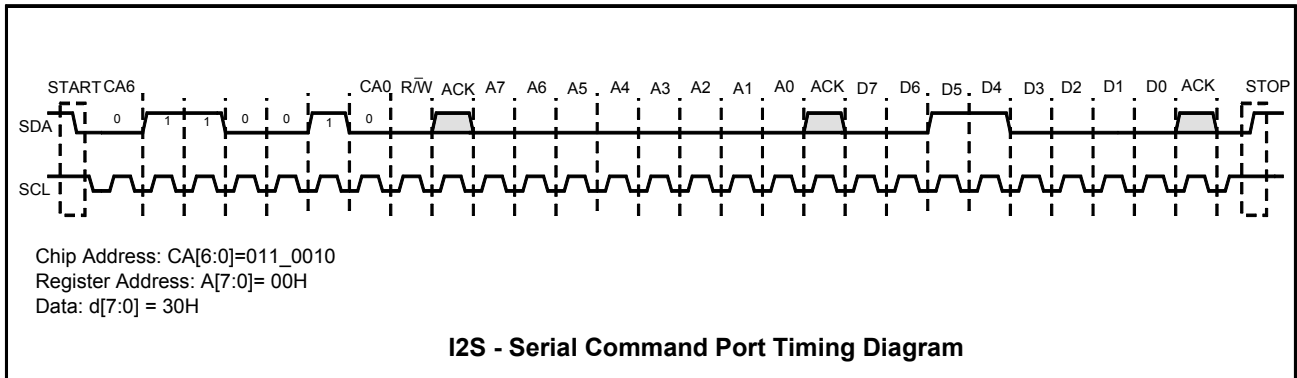 START CA6 CA0 R/W̅ ACK A7 A6 A5 A4 A3 A2 A1 A0 ACK D7 D6 D5 D4 D3 D2 D1 D0 ACK STOP
SDA 0 1 1 0 0 1 0
SCL
Chip Address: CA[6:0]=011_0010
Register Address: A[7:0]= 00H
Data: d[7:0] = 30H
I2S - Serial Command Port Timing Diagram